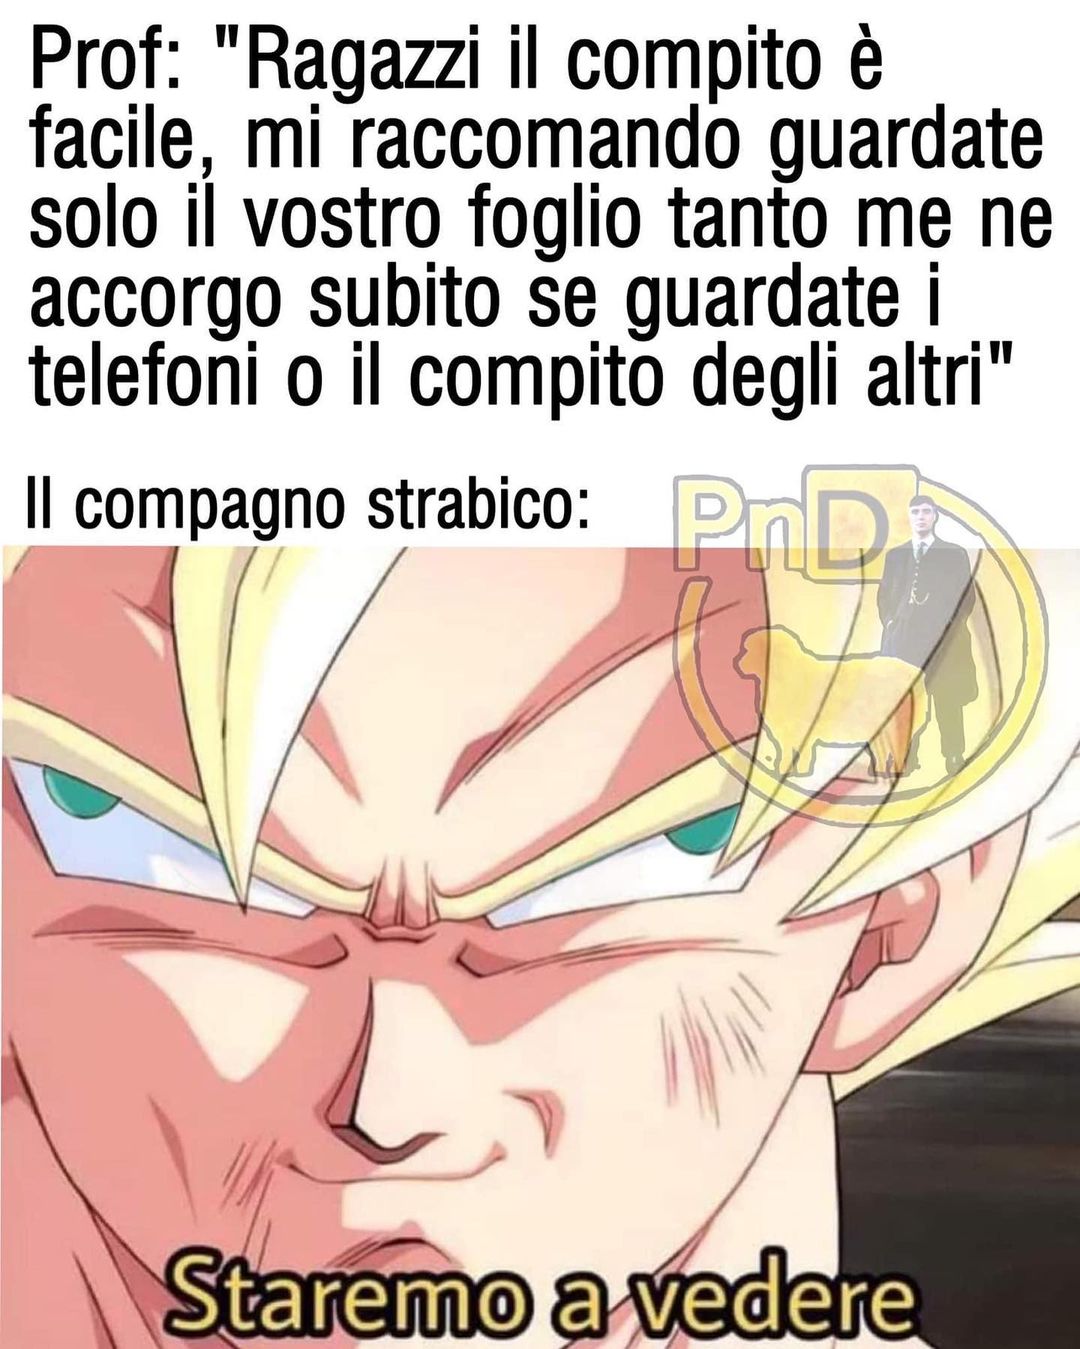 Prof: "Ragazzi il compito è
facile, mi raccomando guardate
solo il vostro foglio tanto me ne
accorgo subito se guardate i
telefoni o il compito degli altri"
Il compagno strabico:
PnD
Staremo a vedere